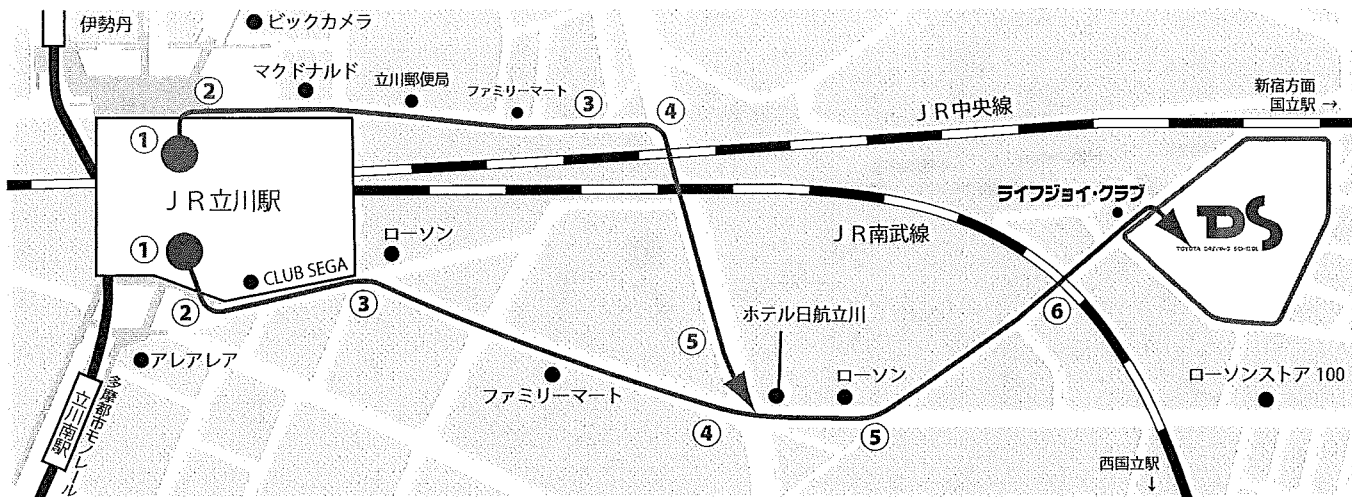 伊勢丹
ビックカメラ
マクドナルド
立川郵便局
ファミリーマート
②
③
④
新宿方面
国立駅 →
JR中央線
①
JR立川駅
ライフジョイ・クラブ
TDS
TOYOTA DRIVING SCHOOL
JR南武線
①
ローソン
CLUB SEGA
②
③
⑥
ホテル日航立川
⑤
アレアレア
ファミリーマート
ローソン
ローソンストア 100
④
⑤
多摩都市モノレール
立川南駅
西国立駅
↓